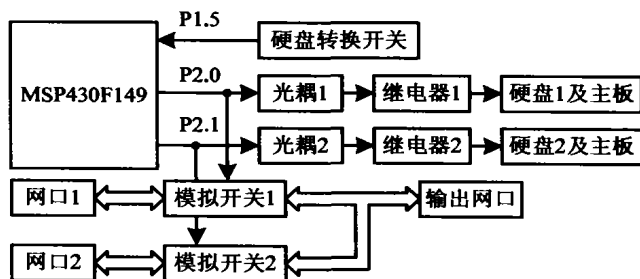 P1.5
硬盘转换开关
MSP430F149
P2.0
光耦1
继电器1
硬盘1及主板
P2.1
光耦2
继电器2
硬盘2及主板
网口1
模拟开关1
输出网口
网口2
模拟开关2